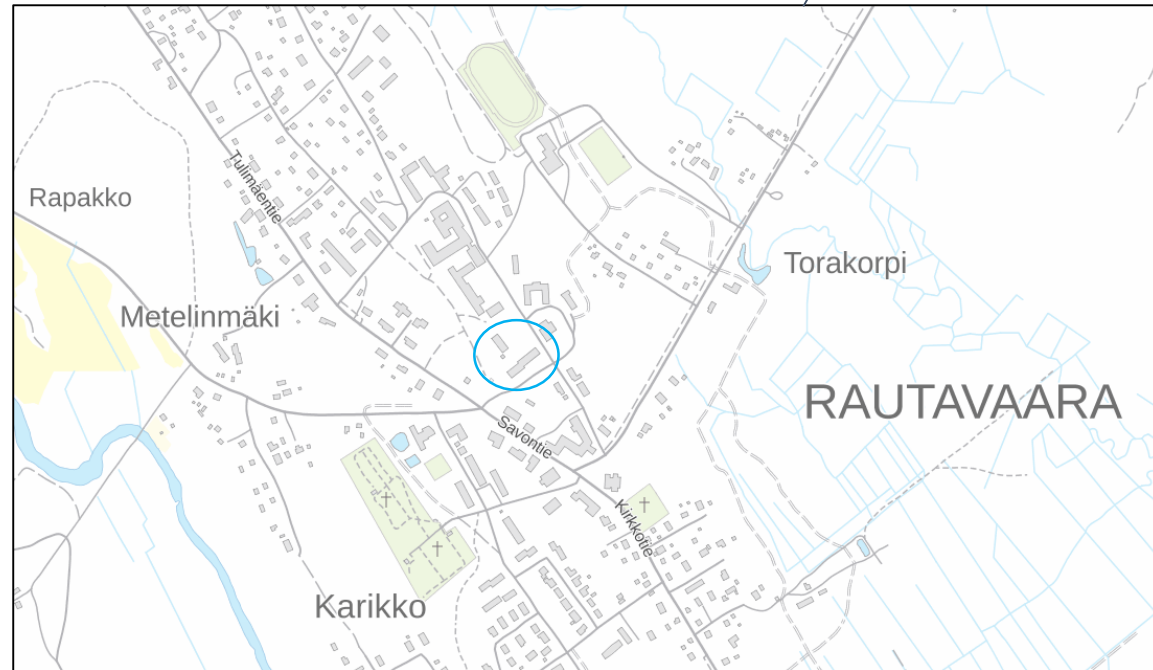 Tulimäentie
Rapakko
Torakorpi
Metelinmäki
RAUTAVAARA
Savontie
Kirkkotie
Karikko